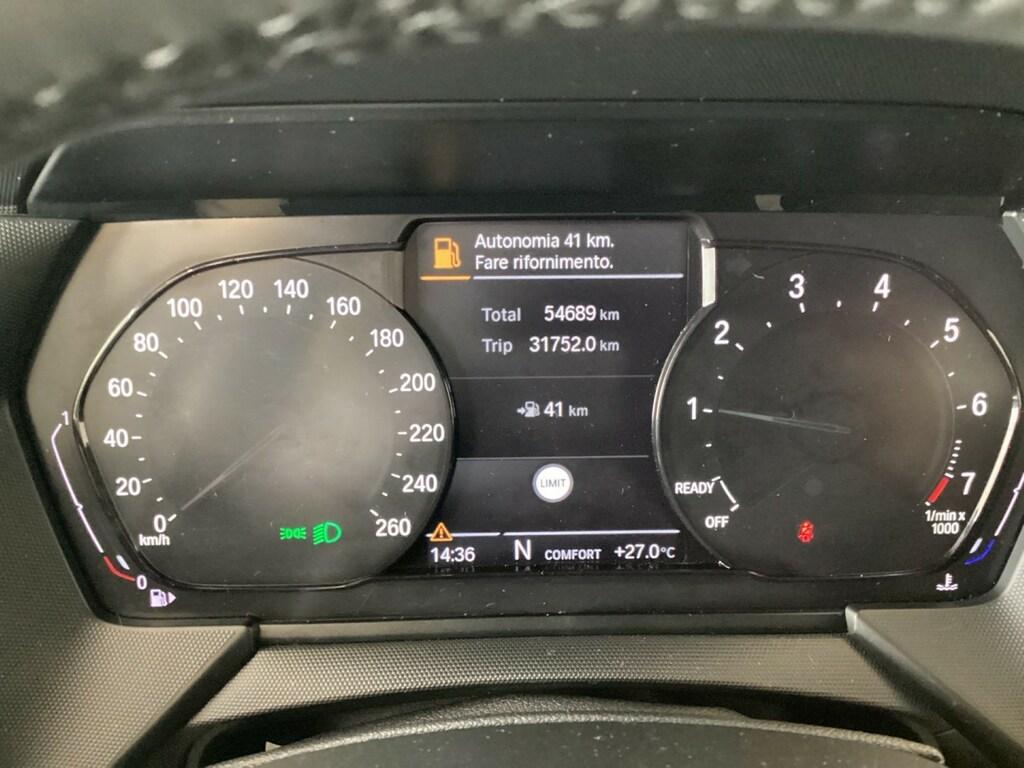 Autonomia 41 km.
Fare rifornimento.
Total 54689 km
Trip 31752.0 km
41 km
LIMIT
14:36 N COMFORT +27.0°C
0 20 40 60 80 100 120 140 160 180 200 220 240 260
km/h
1
0
OFF
READY
1 2 3 4 5 6 7
1/min x
1000